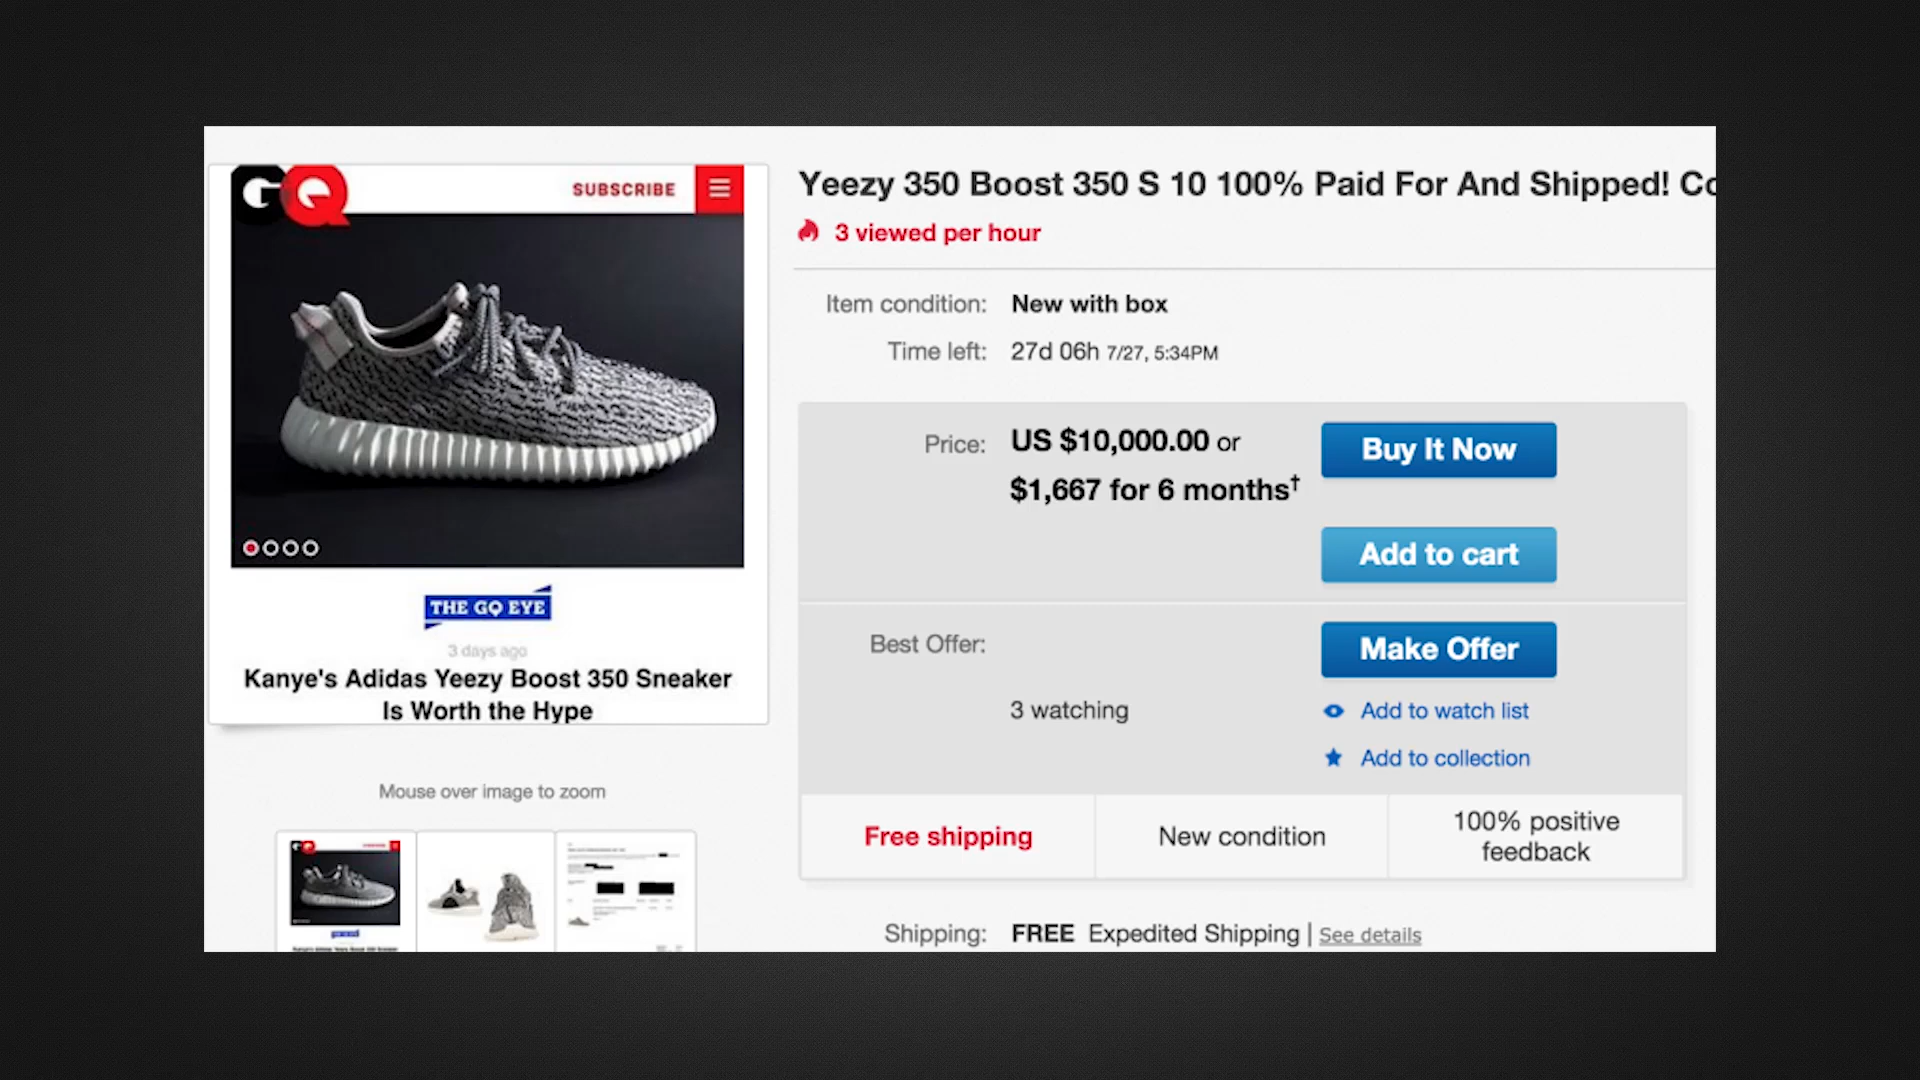 GQ
SUBSCRIBE
THE GQ EYE
3 days ago
Kanye's Adidas Yeezy Boost 350 Sneaker
Is Worth the Hype
Mouse over image to zoom
Yeezy 350 Boost 350 S 10 100% Paid For And Shipped! Co
3 viewed per hour
Item condition: New with box
Time left: 27d 06h 7/27, 5:34PM
Price: US $10,000.00 or
$1,667 for 6 months†
Buy It Now
Add to cart
Best Offer:
Make Offer
3 watching
Add to watch list
Add to collection
Free shipping
New condition
100% positive
feedback
Shipping: FREE Expedited Shipping | See details